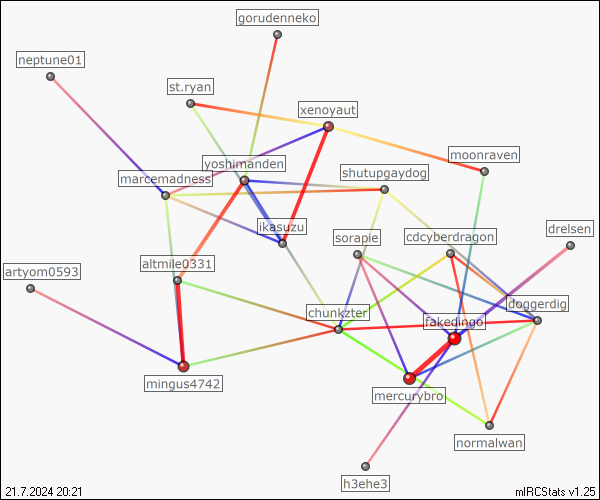 gorudenneko
neptune01
st.ryan
xenoyaut
moonraven
yoshimanden
shutupgaydog
marcemadness
ikasuzu
drelsen
sorapie
cdcyberdragon
altmile0331
artyom0593
doggerdig
chunkzter
fakedingo
mingus4742
mercurybro
normalwan
h3ehe3
21.7.2024 20:21
mIRCStats v1.25